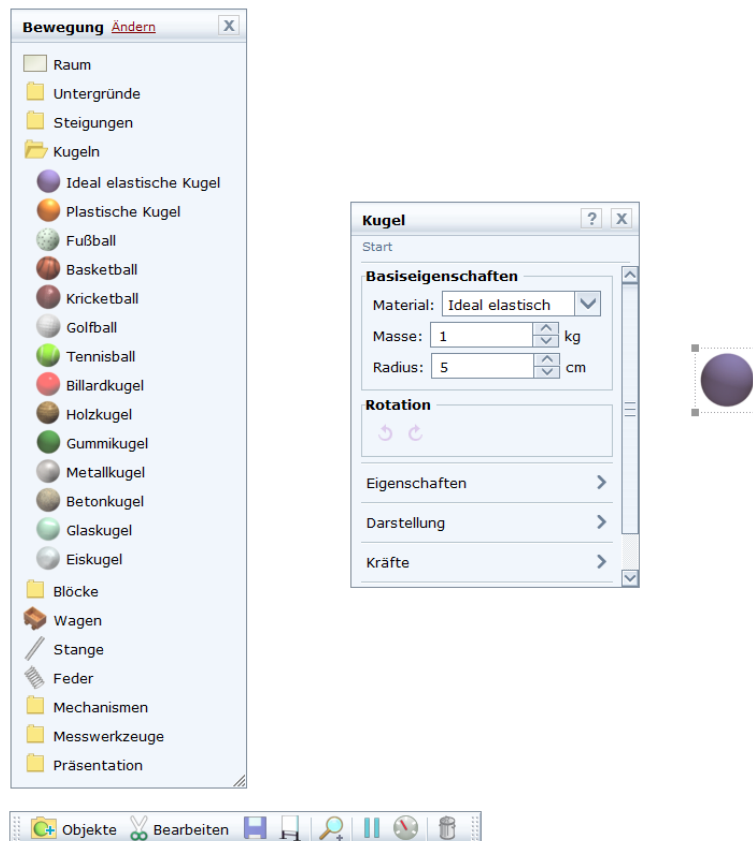 Bewegung Ändern X
Raum
Untergründe
Steigungen
Kugeln
Ideal elastische Kugel
Plastische Kugel
Fußball
Basketball
Kricketball
Golfball
Tennisball
Billardkugel
Holzkugel
Gummikugel
Metallkugel
Betonkugel
Glaskugel
Eiskugel
Blöcke
Wagen
Stange
Feder
Mechanismen
Messwerkzeuge
Präsentation
Kugel ? X
Start
Basiseigenschaften
Material: Ideal elastisch
Masse: 1 kg
Radius: 5 cm
Rotation
Eigenschaften
Darstellung
Kräfte
Objekte Bearbeiten